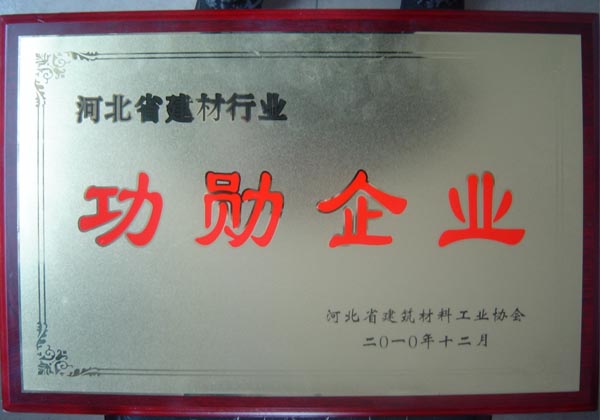 河北省建材行业
功勋企业
河北省建筑材料工业协会
二〇一〇年十二月